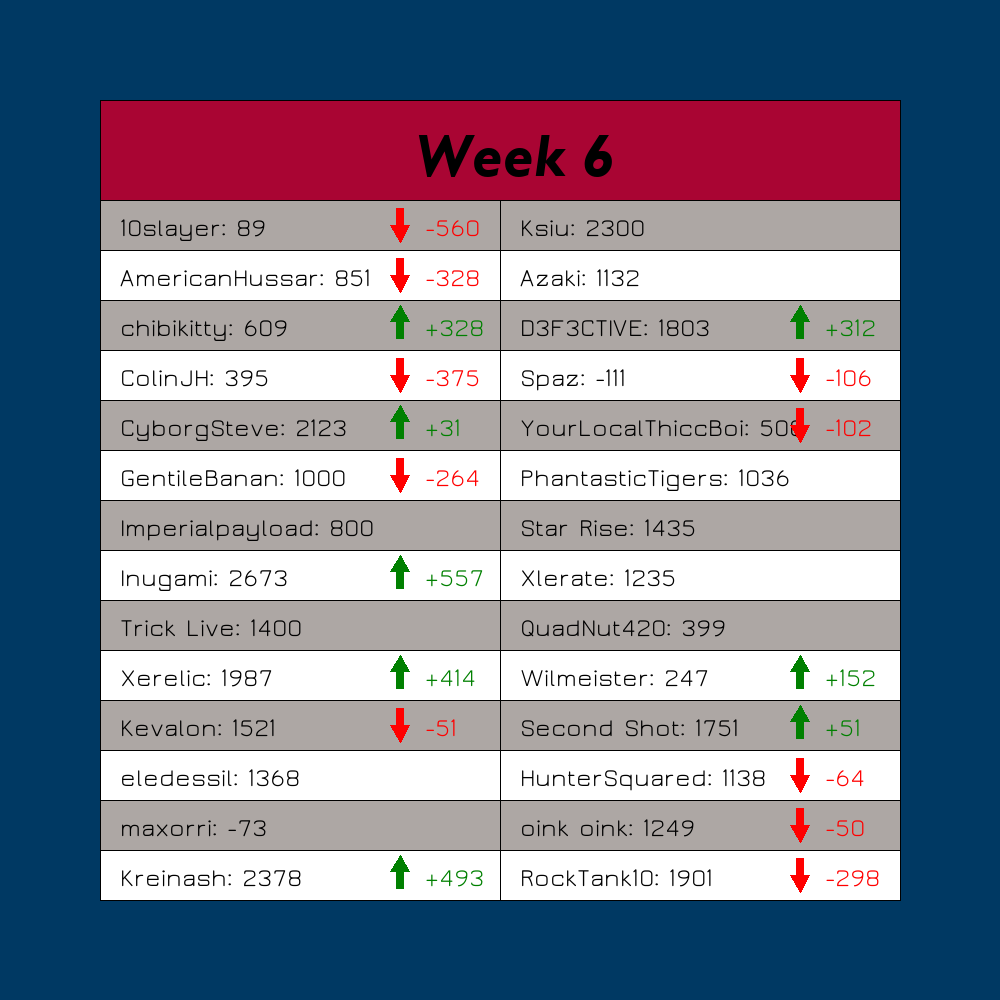 Week 6
10slayer: 89 -560 Ksiu: 2300
AmericanHussar: 851 -328 Azaki: 1132
chibikitty: 609 +328 D3F3CTIVE: 1803 +312
ColinJH: 395 -375 Spaz: -111 -106
CyborgSteve: 2123 +31 YourLocalThiccBoi: -102
GentileBanan: 1000 -264 PhantasticTigers: 1036
Imperialpayload: 800 Star Rise: 1435
Inugami: 2673 +557 Xlerate: 1235
Trick Live: 1400 QuadNut420: 399
Xerelic: 1987 +414 Wilmeister: 247 +152
Kevalon: 1521 -51 Second Shot: 1751 +51
eledessil: 1368 HunterSquared: 1138 -64
maxorri: -73 oink oink: 1249 -50
Kreinash: 2378 +493 RockTank10: 1901 -298